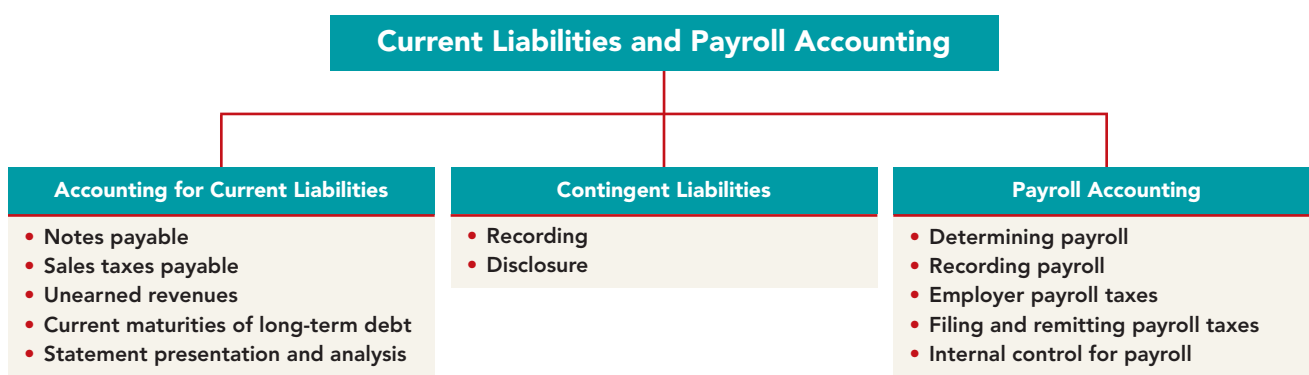 Current Liabilities and Payroll Accounting
Accounting for Current Liabilities
• Notes payable
• Sales taxes payable
• Unearned revenues
• Current maturities of long-term debt
• Statement presentation and analysis
Contingent Liabilities
• Recording
• Disclosure
Payroll Accounting
• Determining payroll
• Recording payroll
• Employer payroll taxes
• Filing and remitting payroll taxes
• Internal control for payroll